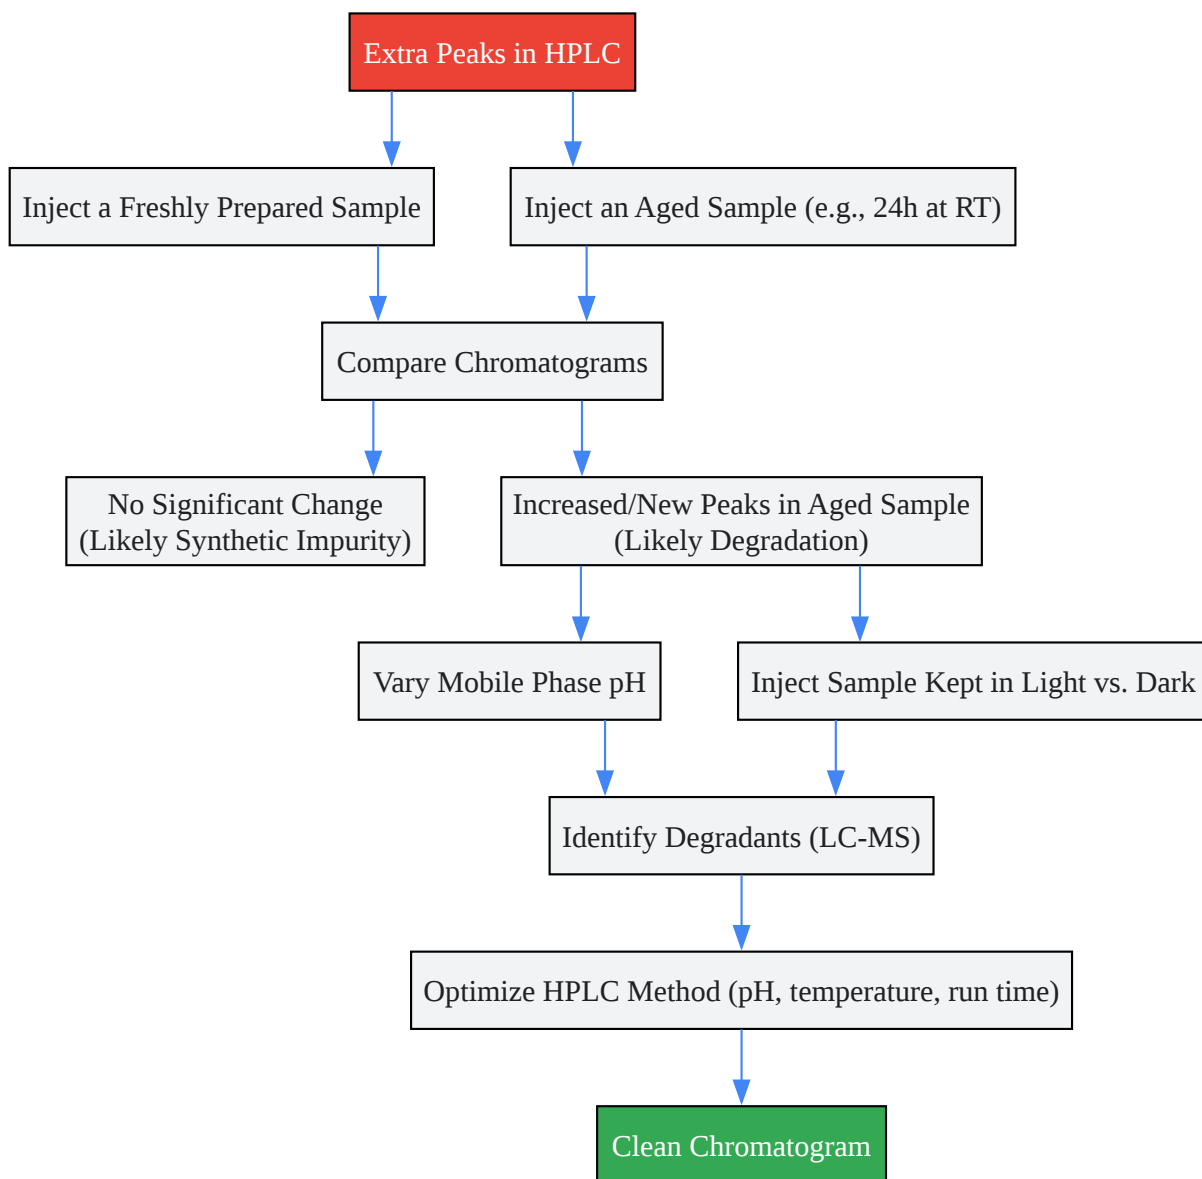 Extra Peaks in HPLC
Inject a Freshly Prepared Sample
Inject an Aged Sample (e.g., 24h at RT)
Compare Chromatograms
No Significant Change
(Likely Synthetic Impurity)
Increased/New Peaks in Aged Sample
(Likely Degradation)
Vary Mobile Phase pH
Inject Sample Kept in Light vs. Dark
Identify Degradants (LC-MS)
Optimize HPLC Method (pH, temperature, run time)
Clean Chromatogram